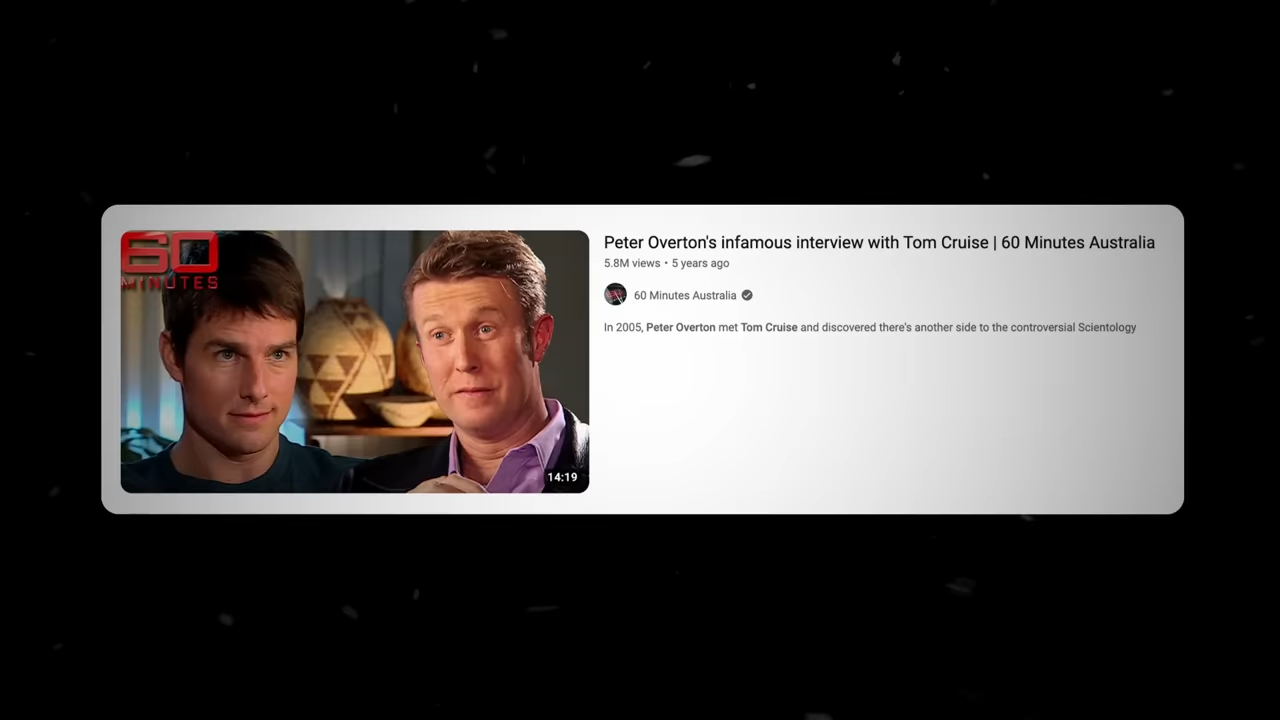 60
MINUTES
14:19
Peter Overton's infamous interview with Tom Cruise | 60 Minutes Australia
5.8M views • 5 years ago
60 Minutes Australia
In 2005, Peter Overton met Tom Cruise and discovered there's another side to the controversial Scientology